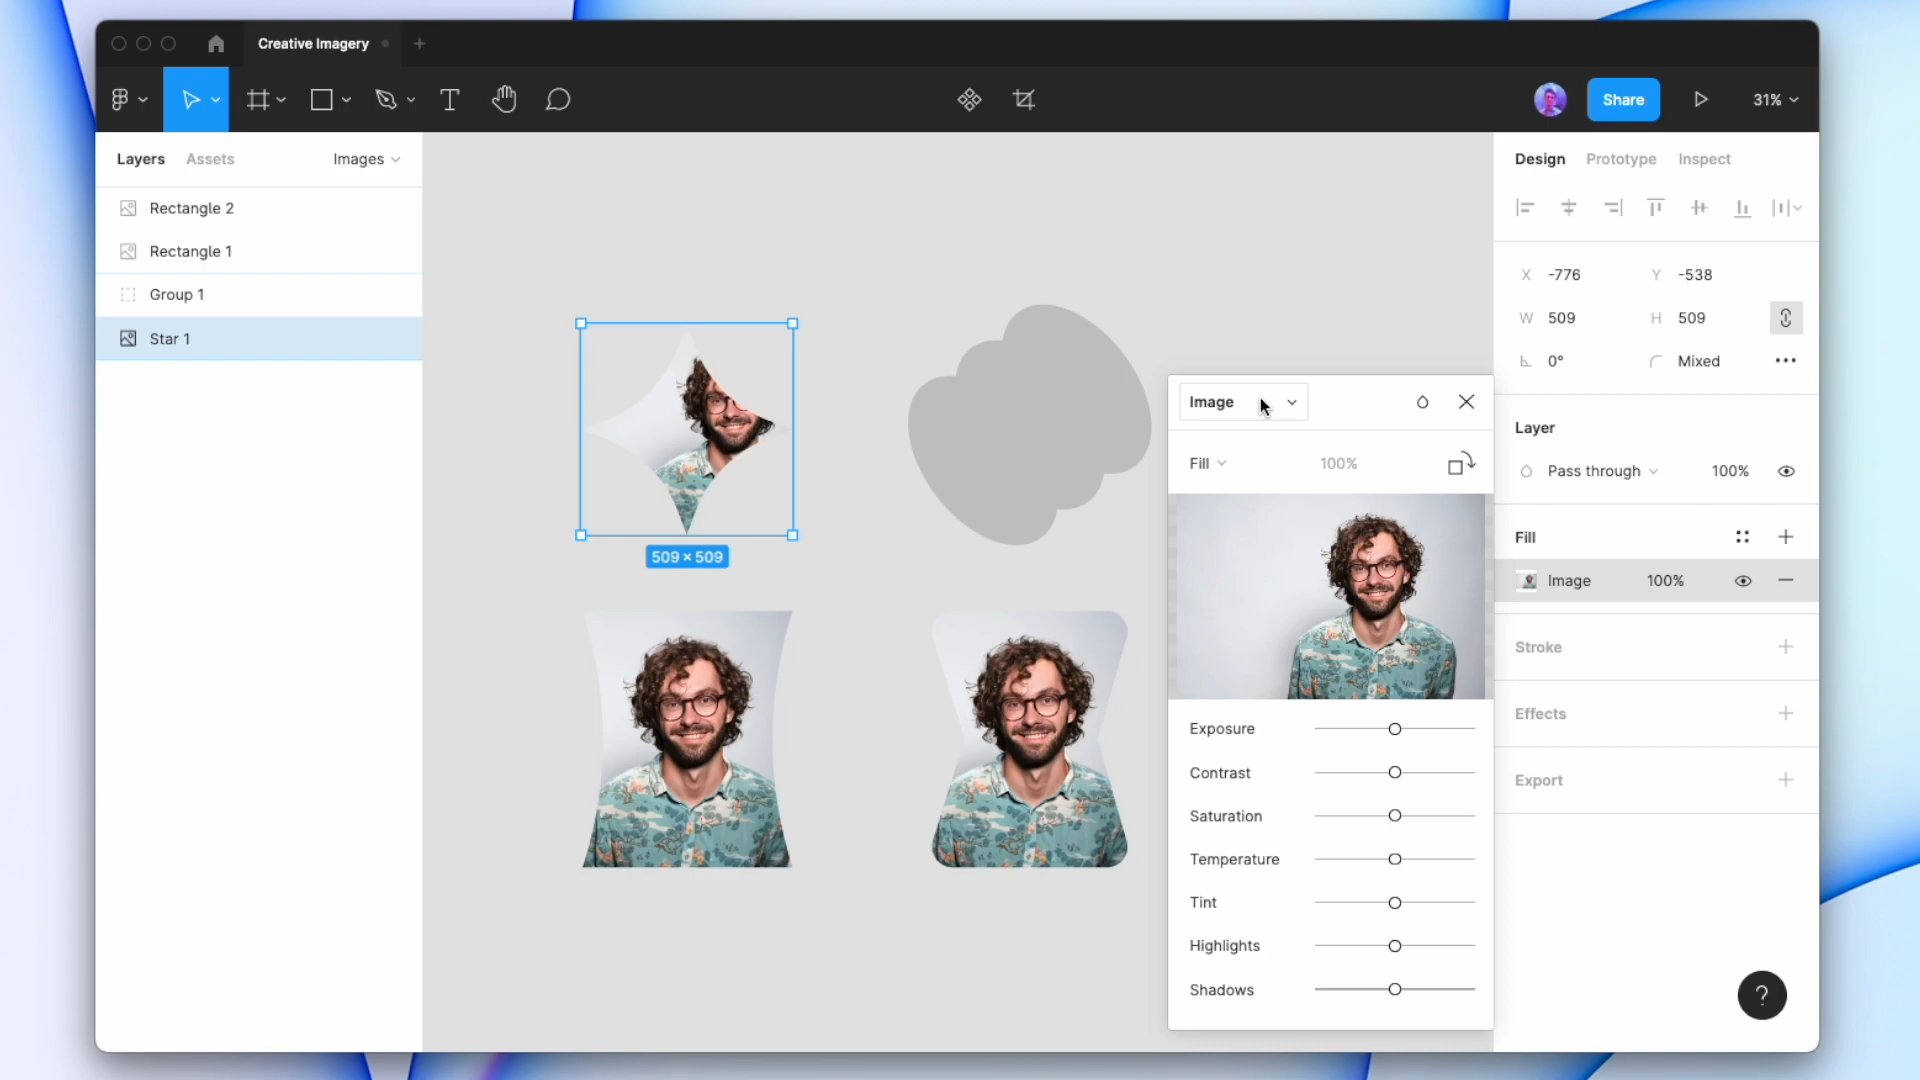 Creative Imagery
Share
31%
Layers
Assets
Images
Rectangle 2
Rectangle 1
Group 1
Star 1
509 × 509
Image
Fill
100%
Exposure
Contrast
Saturation
Temperature
Tint
Highlights
Shadows
Design
Prototype
Inspect
X -776
Y -538
W 509
H 509
0°
Mixed
Layer
Pass through
100%
Fill
Image
100%
Stroke
Effects
Export
?